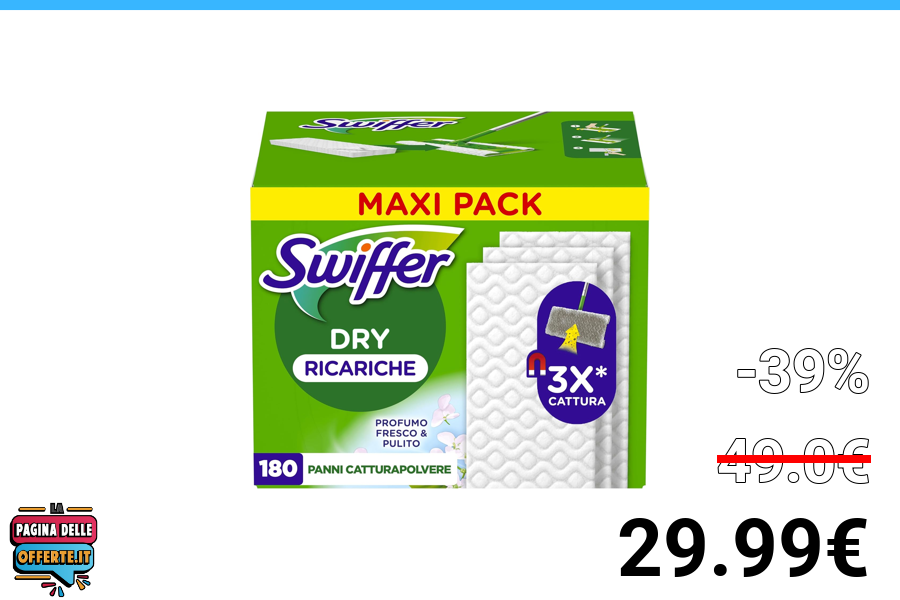 Swiffer
MAXI PACK
Swiffer
DRY
RICARICHE
3X*
CATTURA
PROFUMO
FRESCO &
PULITO
180 PANNI CATTURAPOLVERE
-39%
49.0€
29.99€
LA
PAGINA DELLE
OFFERTE.IT